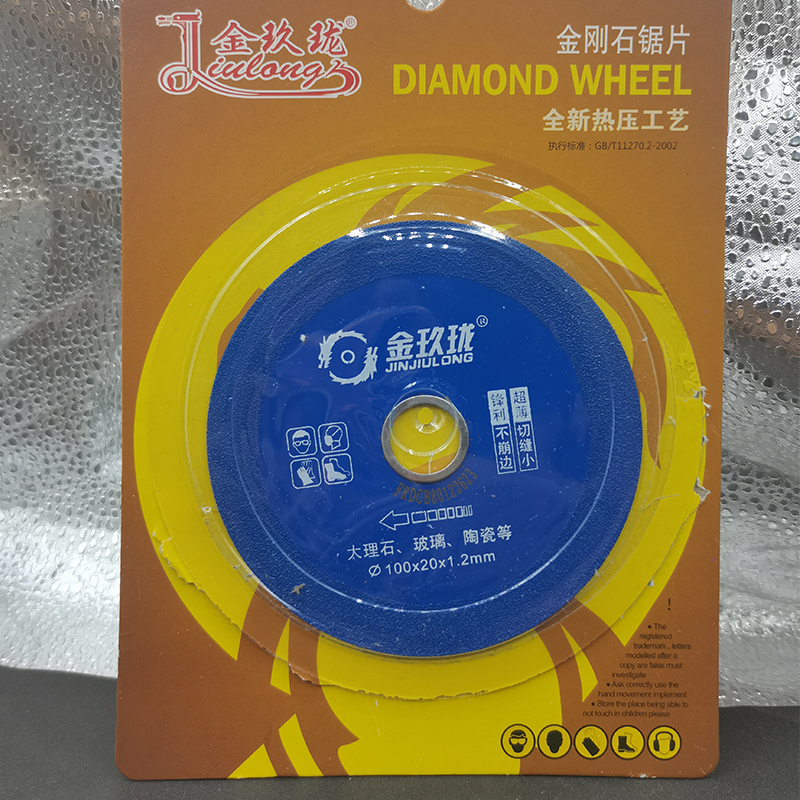 金玖珑®
Jiulong
金刚石锯片
DIAMOND WHEEL
全新热压工艺
执行标准：GB/T11270.2-2002
金玖珑®
JINJIULONG
锋利不崩边
超薄切缝小
大理石、玻璃、陶瓷等
Ø100x20x1.2mm
!
● The
registered
trademark , letters
modelled after a
copy are false must
investigate
● Ask correctly use the
hand movement implement
● Store the place being able to
not touch in children please